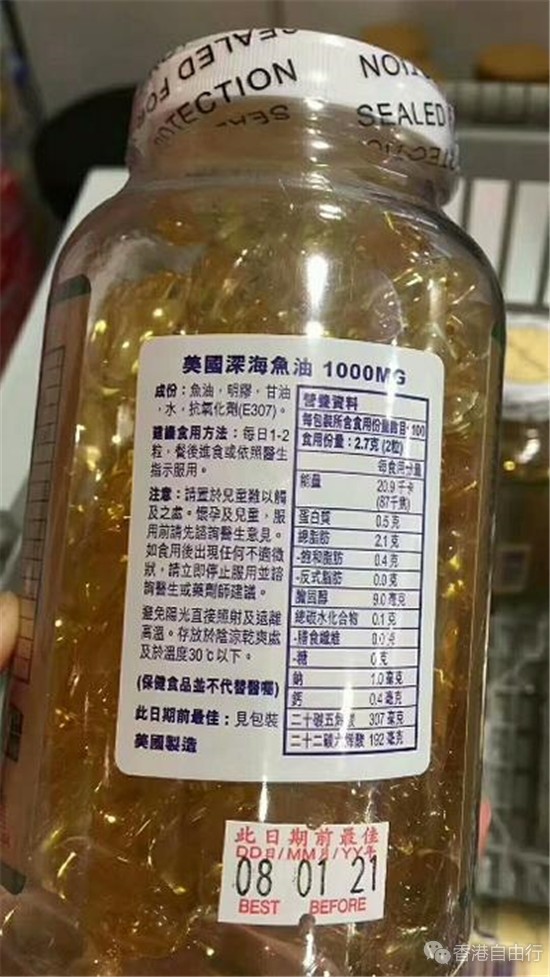 SEALED FOR
NOIT
OTECTION
SEALED F
TECTIO
美國深海魚油 1000MG
成份：魚油，明膠，甘油
，水，抗氧化劑(E307)。
建議食用方法：每日1-2
粒，餐後進食或依照醫生
指示服用。
注意：請置於兒童難以觸
及之處。懷孕及兒童，服
用前請先諮詢醫生意見。
如食用後出現任何不適徵
狀，請立即停止服用並諮
詢醫生或藥劑師建議。
避免陽光直接照射及遠離
高溫。存放於陰涼乾爽處
及於溫度30℃以下。
(保健食品並不代替醫囑)
此日期前最佳：見包裝
美國製造
營養資料
每包裝所含食用份量數目：100
食用份量：2.7克 (2粒)
每食用分量
能量 20.9千卡
(87千焦)
蛋白質 0.5克
總脂肪 2.1克
-飽和脂肪 0.4克
-反式脂肪 0.0克
膽固醇 9.0毫克
總碳水化合物 0.1克
-膳食纖維 0.0克
-糖 0克
鈉 1.0毫克
鈣 0.4毫克
二十碳五烯酸 307毫克
二十二碳六烯酸 192毫克
此日期前最佳
DD日/MM月/YY年
08 01 21
BEST BEFORE
香港自由行